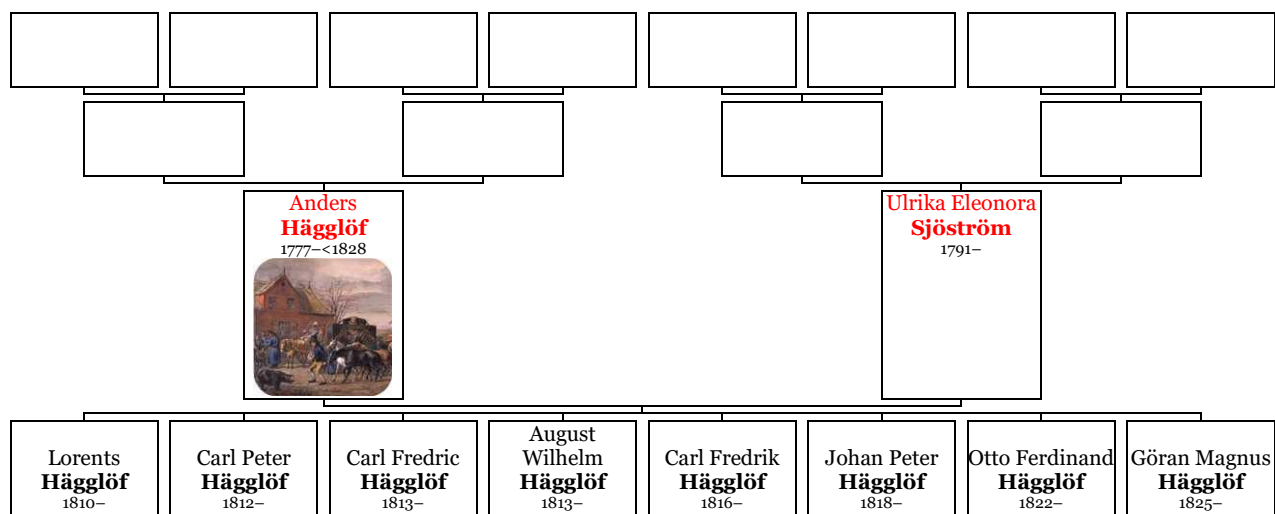 Anders
Hägglöf
1777–<1828
Ulrika Eleonora
Sjöström
1791–
Lorents
Hägglöf
1810–
Carl Peter
Hägglöf
1812–
Carl Fredric
Hägglöf
1813–
August
Wilhelm
Hägglöf
1813–
Carl Fredrik
Hägglöf
1816–
Johan Peter
Hägglöf
1818–
Otto Ferdinand
Hägglöf
1822–
Göran Magnus
Hägglöf
1825–